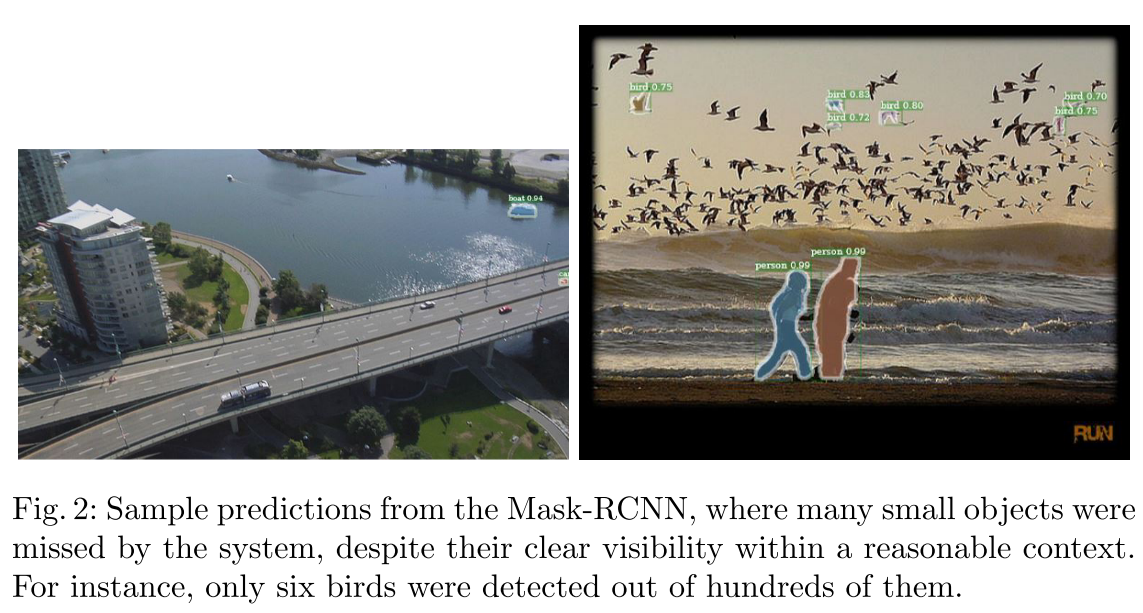 boat 0.94
ca
bird 0.75
bird 0.83
bird 0.80
bird 0.72
bird 0.70
bird 0.75
person 0.99
person 0.99
RUN
Fig. 2: Sample predictions from the Mask-RCNN, where many small objects were
missed by the system, despite their clear visibility within a reasonable context.
For instance, only six birds were detected out of hundreds of them.